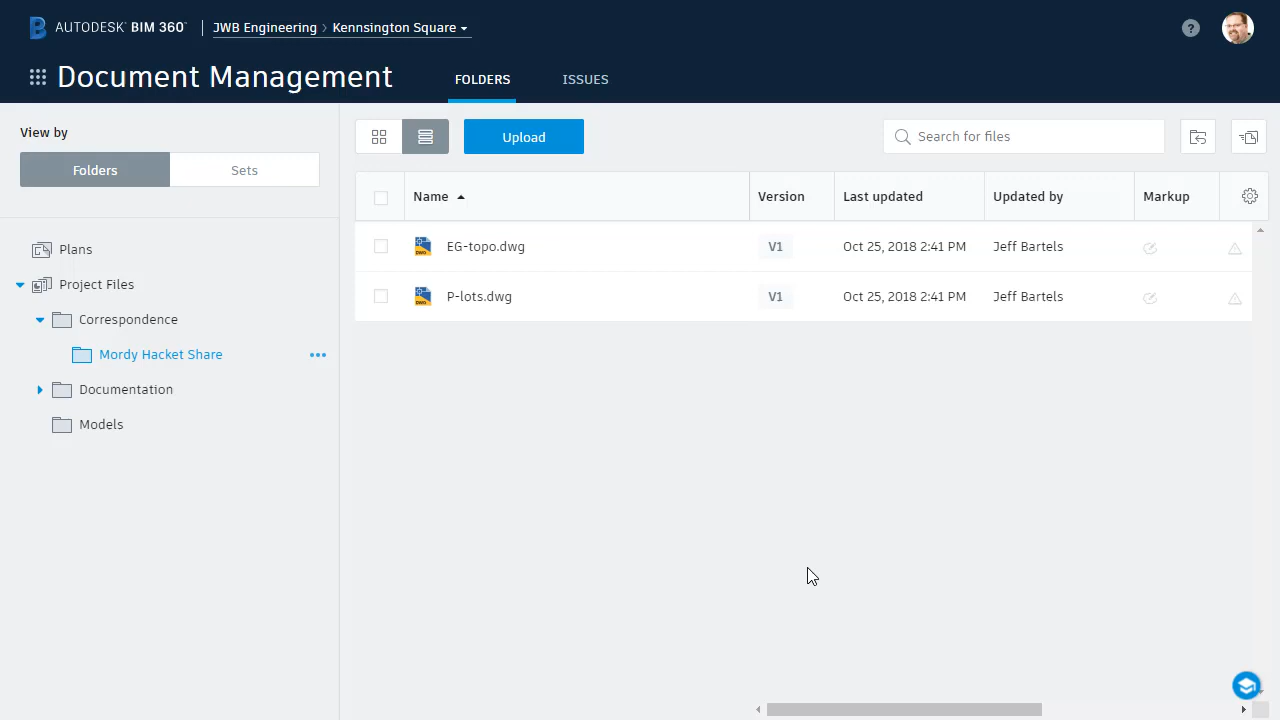 AUTODESK BIM 360 JWB Engineering > Kennsington Square
Document Management FOLDERS ISSUES
View by
Folders Sets
Upload
Search for files
Name Version Last updated Updated by Markup
EG-topo.dwg V1 Oct 25, 2018 2:41 PM Jeff Bartels
P-lots.dwg V1 Oct 25, 2018 2:41 PM Jeff Bartels
Plans
Project Files
Correspondence
Mordy Hacket Share
Documentation
Models